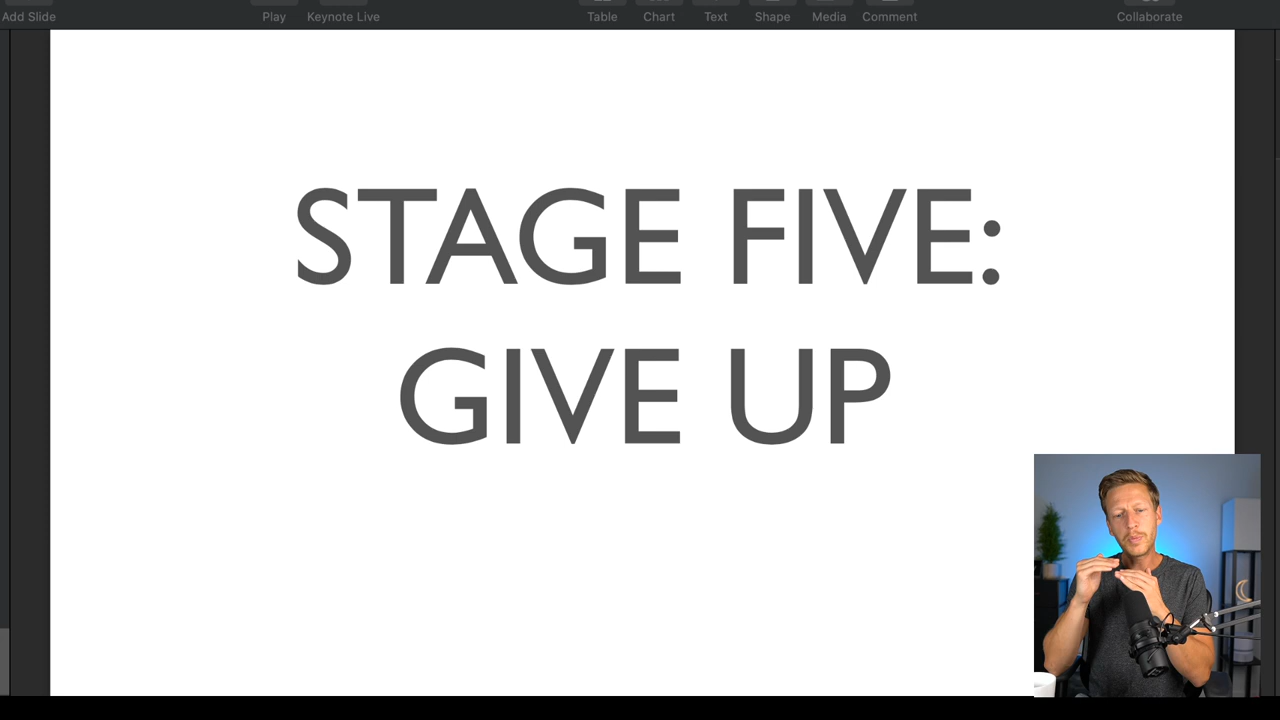 Add Slide
Play
Keynote Live
Table
Chart
Text
Shape
Media
Comment
Collaborate
STAGE FIVE:
GIVE UP